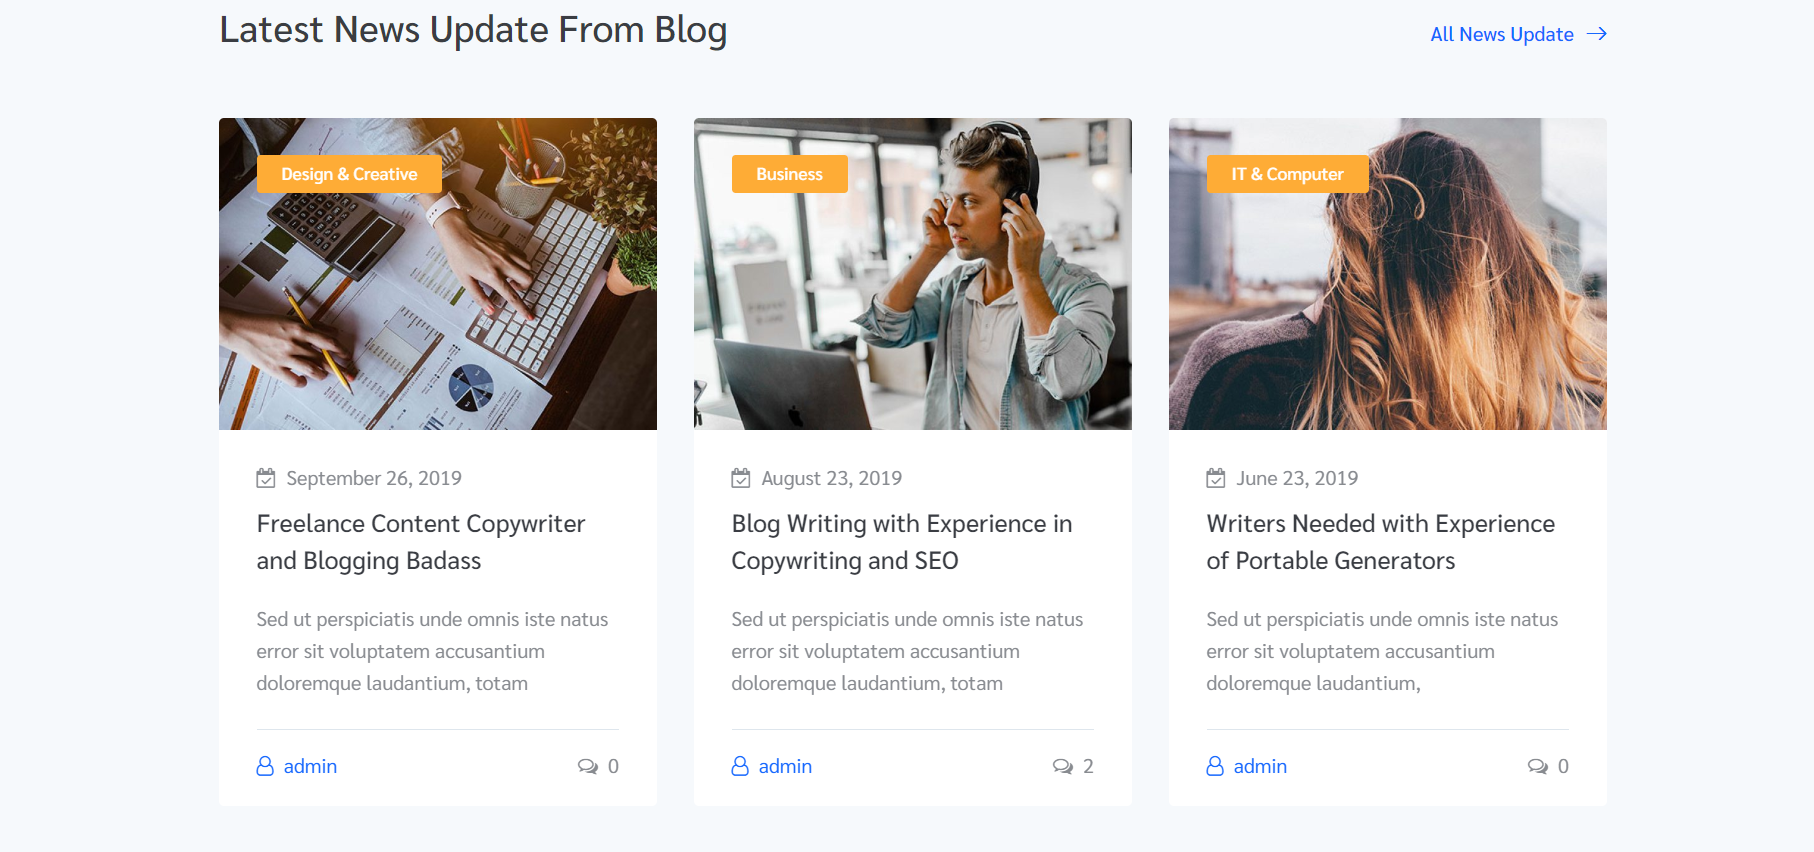 Latest News Update From Blog
All News Update
Design & Creative
September 26, 2019
Freelance Content Copywriter
and Blogging Badass
Sed ut perspiciatis unde omnis iste natus
error sit voluptatem accusantium
doloremque laudantium, totam
admin
0
Business
August 23, 2019
Blog Writing with Experience in
Copywriting and SEO
Sed ut perspiciatis unde omnis iste natus
error sit voluptatem accusantium
doloremque laudantium, totam
admin
2
IT & Computer
June 23, 2019
Writers Needed with Experience
of Portable Generators
Sed ut perspiciatis unde omnis iste natus
error sit voluptatem accusantium
doloremque laudantium,
admin
0